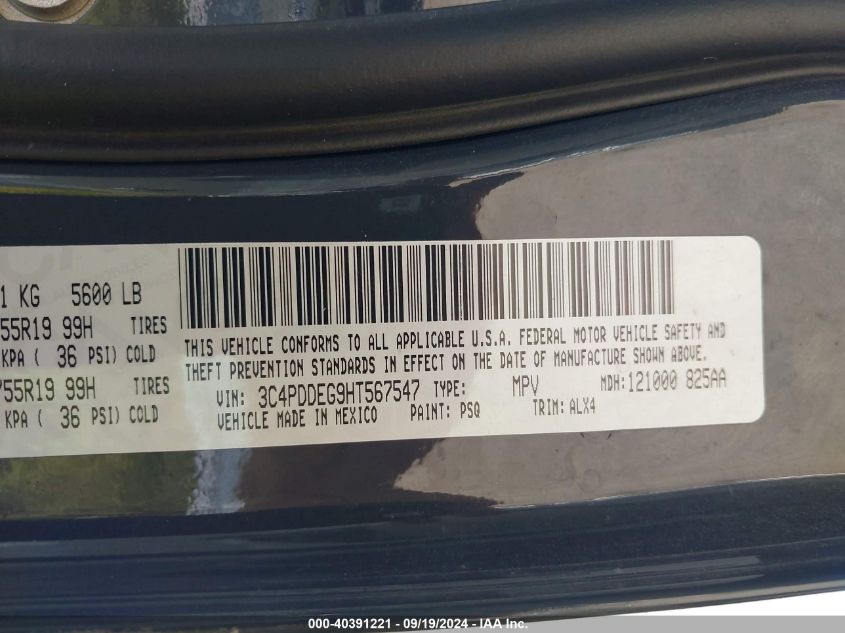 1 KG 5600 LB
55R19 99H TIRES
KPA ( 36 PSI) COLD
55R19 99H TIRES
KPA ( 36 PSI) COLD
THIS VEHICLE CONFORMS TO ALL APPLICABLE U.S.A. FEDERAL MOTOR VEHICLE SAFETY AND
THEFT PREVENTION STANDARDS IN EFFECT ON THE DATE OF MANUFACTURE SHOWN ABOVE.
VIN: 3C4PDDEG9HT567547 TYPE: MPV MDH: 121000 825AA
VEHICLE MADE IN MEXICO PAINT: PSQ TRIM: ALX4
000-40391221 - 09/19/2024 - IAA Inc.